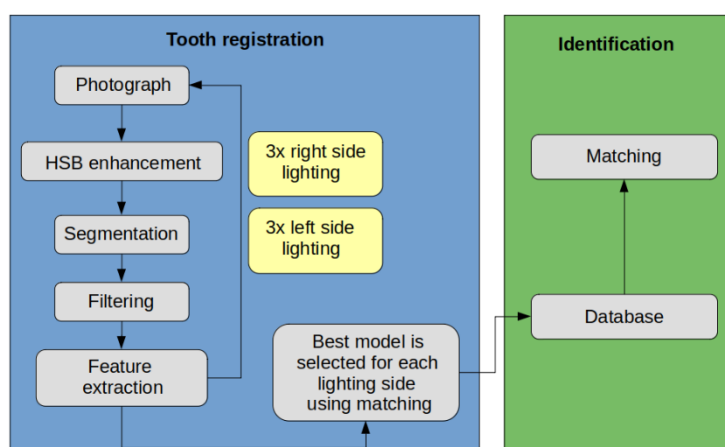 Tooth registration
Photograph
HSB enhancement
Segmentation
Filtering
Feature
extraction
3x right side
lighting
3x left side
lighting
Best model is
selected for each
lighting side
using matching
Identification
Matching
Database